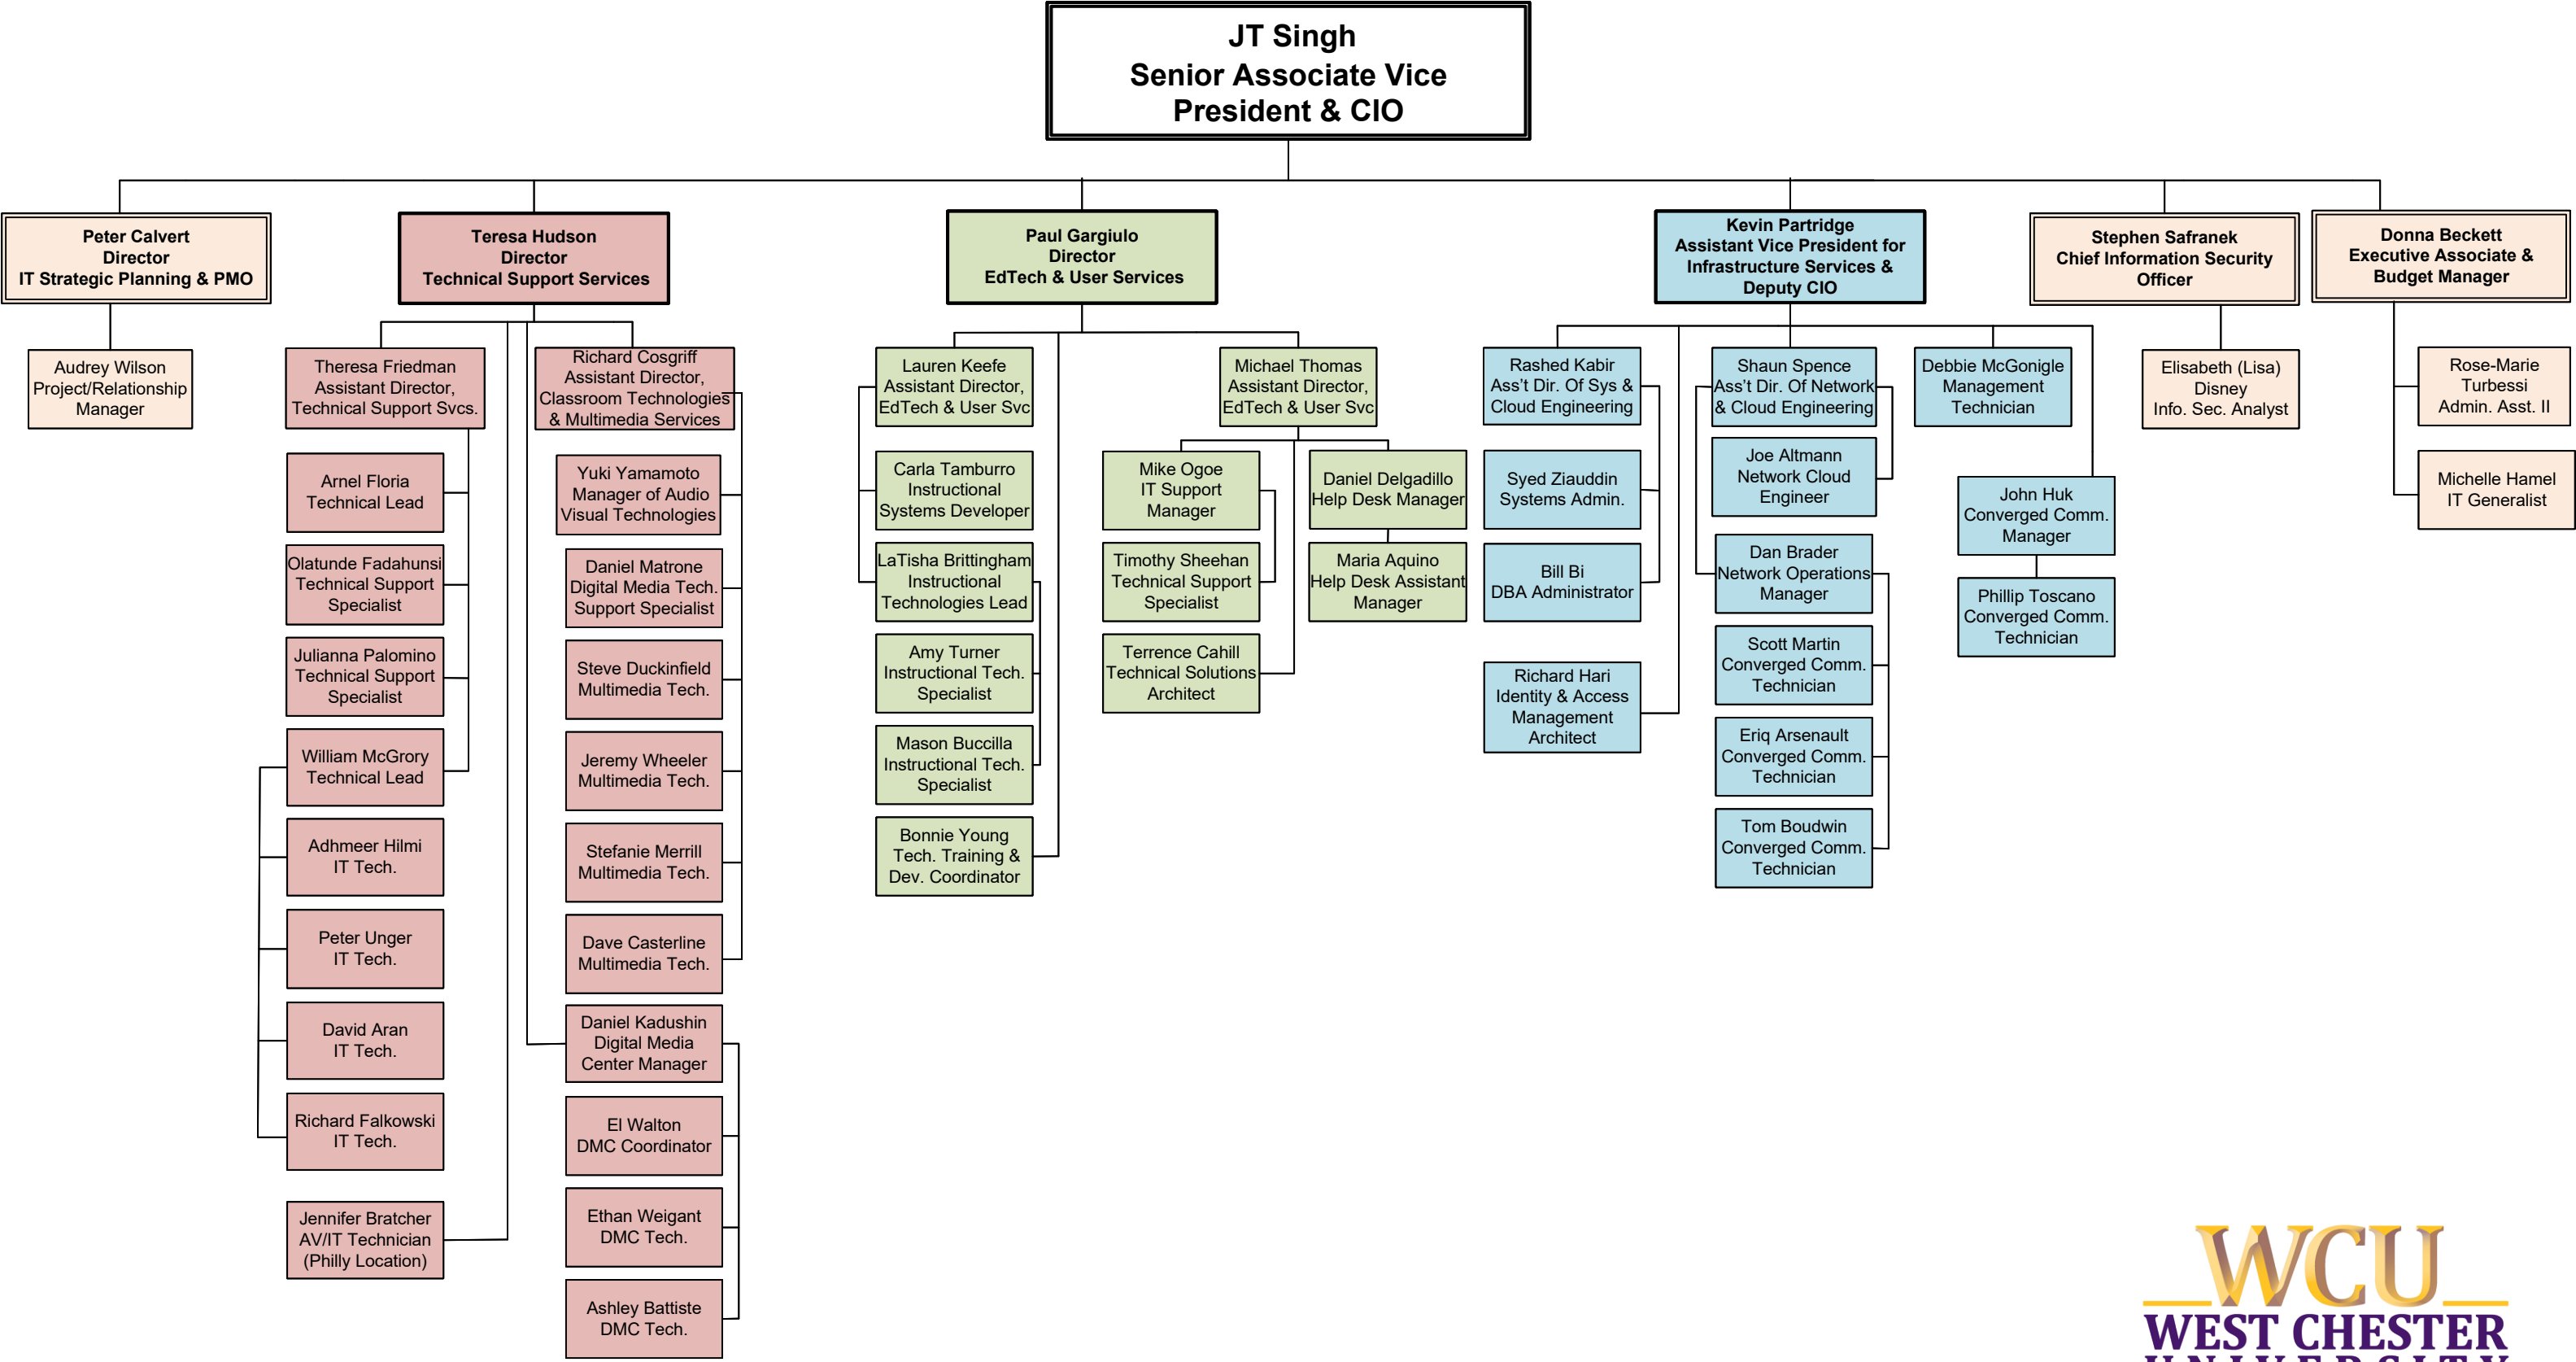 JT Singh
Senior Associate Vice
President & CIO
Peter Calvert
Director
IT Strategic Planning & PMO
Audrey Wilson
Project/Relationship
Manager
Teresa Hudson
Director
Technical Support Services
Theresa Friedman
Assistant Director,
Technical Support Svcs.
Arnel Floria
Technical Lead
Olatunde Fadahunsi
Technical Support
Specialist
Julianna Palomino
Technical Support
Specialist
William McGrory
Technical Lead
Adhmeer Hilmi
IT Tech.
Peter Unger
IT Tech.
David Aran
IT Tech.
Richard Falkowski
IT Tech.
Jennifer Bratcher
AV/IT Technician
(Philly Location)
Richard Cosgriff
Assistant Director,
Classroom Technologies
& Multimedia Services
Yuki Yamamoto
Manager of Audio
Visual Technologies
Daniel Matrone
Digital Media Tech.
Support Specialist
Steve Duckinfield
Multimedia Tech.
Jeremy Wheeler
Multimedia Tech.
Stefanie Merrill
Multimedia Tech.
Dave Casterline
Multimedia Tech.
Daniel Kadushin
Digital Media
Center Manager
El Walton
DMC Coordinator
Ethan Weigant
DMC Tech.
Ashley Battiste
DMC Tech.
Paul Gargiulo
Director
EdTech & User Services
Lauren Keefe
Assistant Director,
EdTech & User Svc
Carla Tamburro
Instructional
Systems Developer
LaTisha Brittingham
Instructional
Technologies Lead
Amy Turner
Instructional Tech.
Specialist
Mason Buccilla
Instructional Tech.
Specialist
Bonnie Young
Tech. Training &
Dev. Coordinator
Michael Thomas
Assistant Director,
EdTech & User Svc
Mike Ogoe
IT Support
Manager
Timothy Sheehan
Technical Support
Specialist
Terrence Cahill
Technical Solutions
Architect
Daniel Delgadillo
Help Desk Manager
Maria Aquino
Help Desk Assistant
Manager
Kevin Partridge
Assistant Vice President for
Infrastructure Services &
Deputy CIO
Rashed Kabir
Ass't Dir. Of Sys &
Cloud Engineering
Syed Ziauddin
Systems Admin.
Bill Bi
DBA Administrator
Richard Hari
Identity & Access
Management
Architect
Shaun Spence
Ass't Dir. Of Network
& Cloud Engineering
Joe Altmann
Network Cloud
Engineer
Dan Brader
Network Operations
Manager
Scott Martin
Converged Comm.
Technician
Eriq Arsenault
Converged Comm.
Technician
Tom Boudwin
Converged Comm.
Technician
Debbie McGonigle
Management
Technician
John Huk
Converged Comm.
Manager
Phillip Toscano
Converged Comm.
Technician
Stephen Safranek
Chief Information Security
Officer
Elisabeth (Lisa)
Disney
Info. Sec. Analyst
Donna Beckett
Executive Associate &
Budget Manager
Rose-Marie
Turbessi
Admin. Asst. II
Michelle Hamel
IT Generalist
WCU
WEST CHESTER
UNIVERSITY